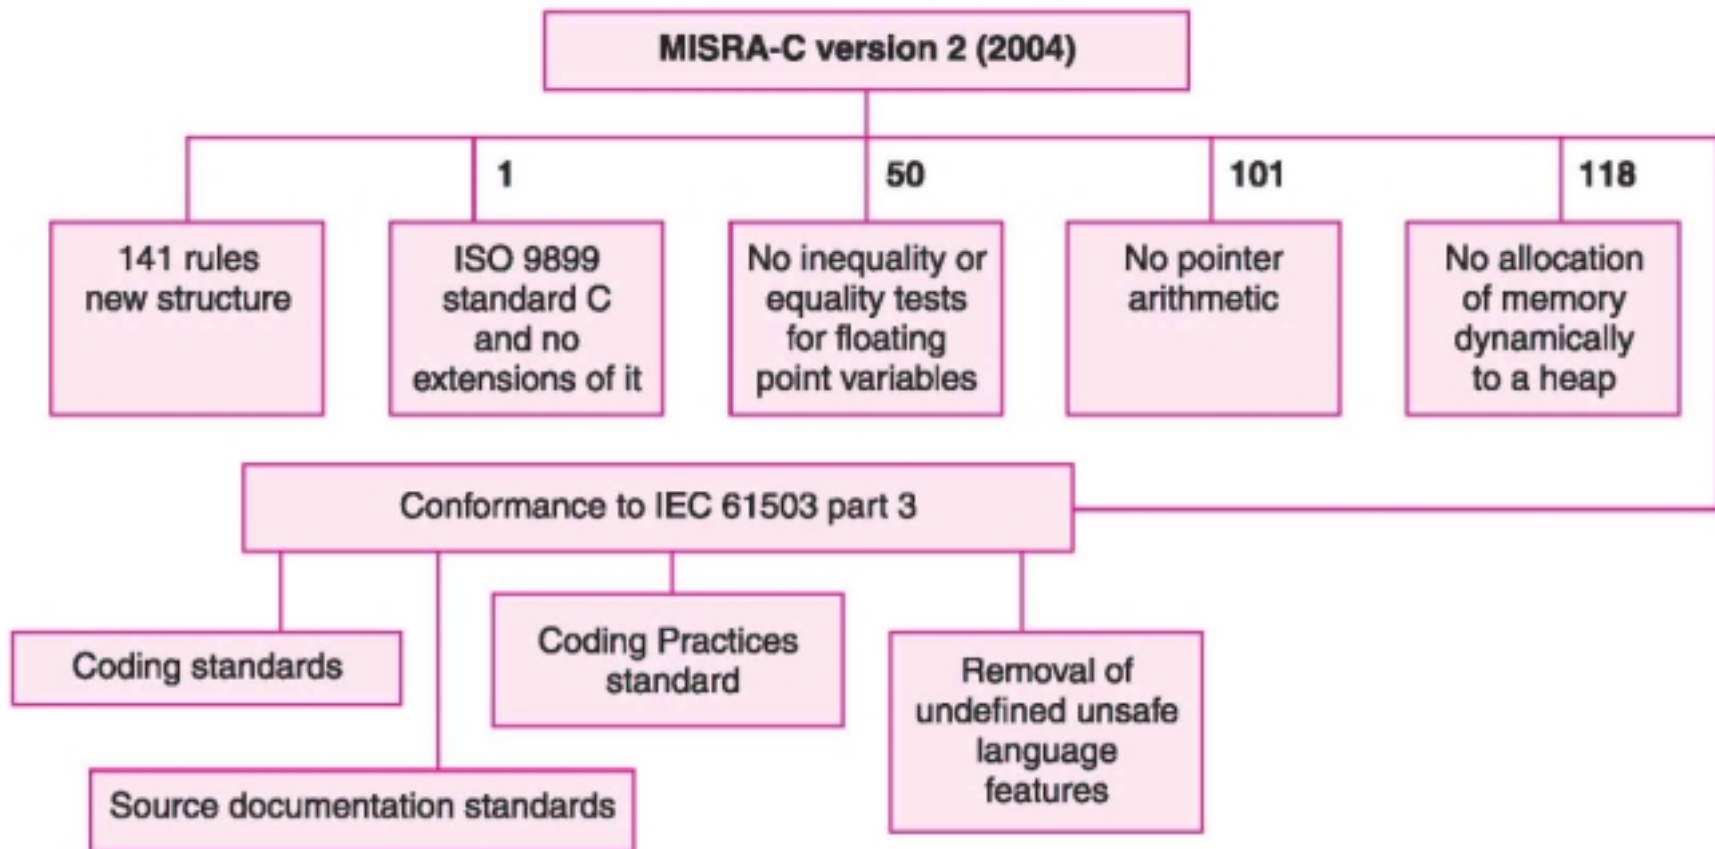 MISRA-C version 2 (2004)
1
50
101
118
141 rules
new structure
ISO 9899
standard C
and no
extensions of it
No inequality or
equality tests
for floating
point variables
No pointer
arithmetic
No allocation
of memory
dynamically
to a heap
Conformance to IEC 61503 part 3
Coding standards
Coding Practices
standard
Removal of
undefined unsafe
language
features
Source documentation standards